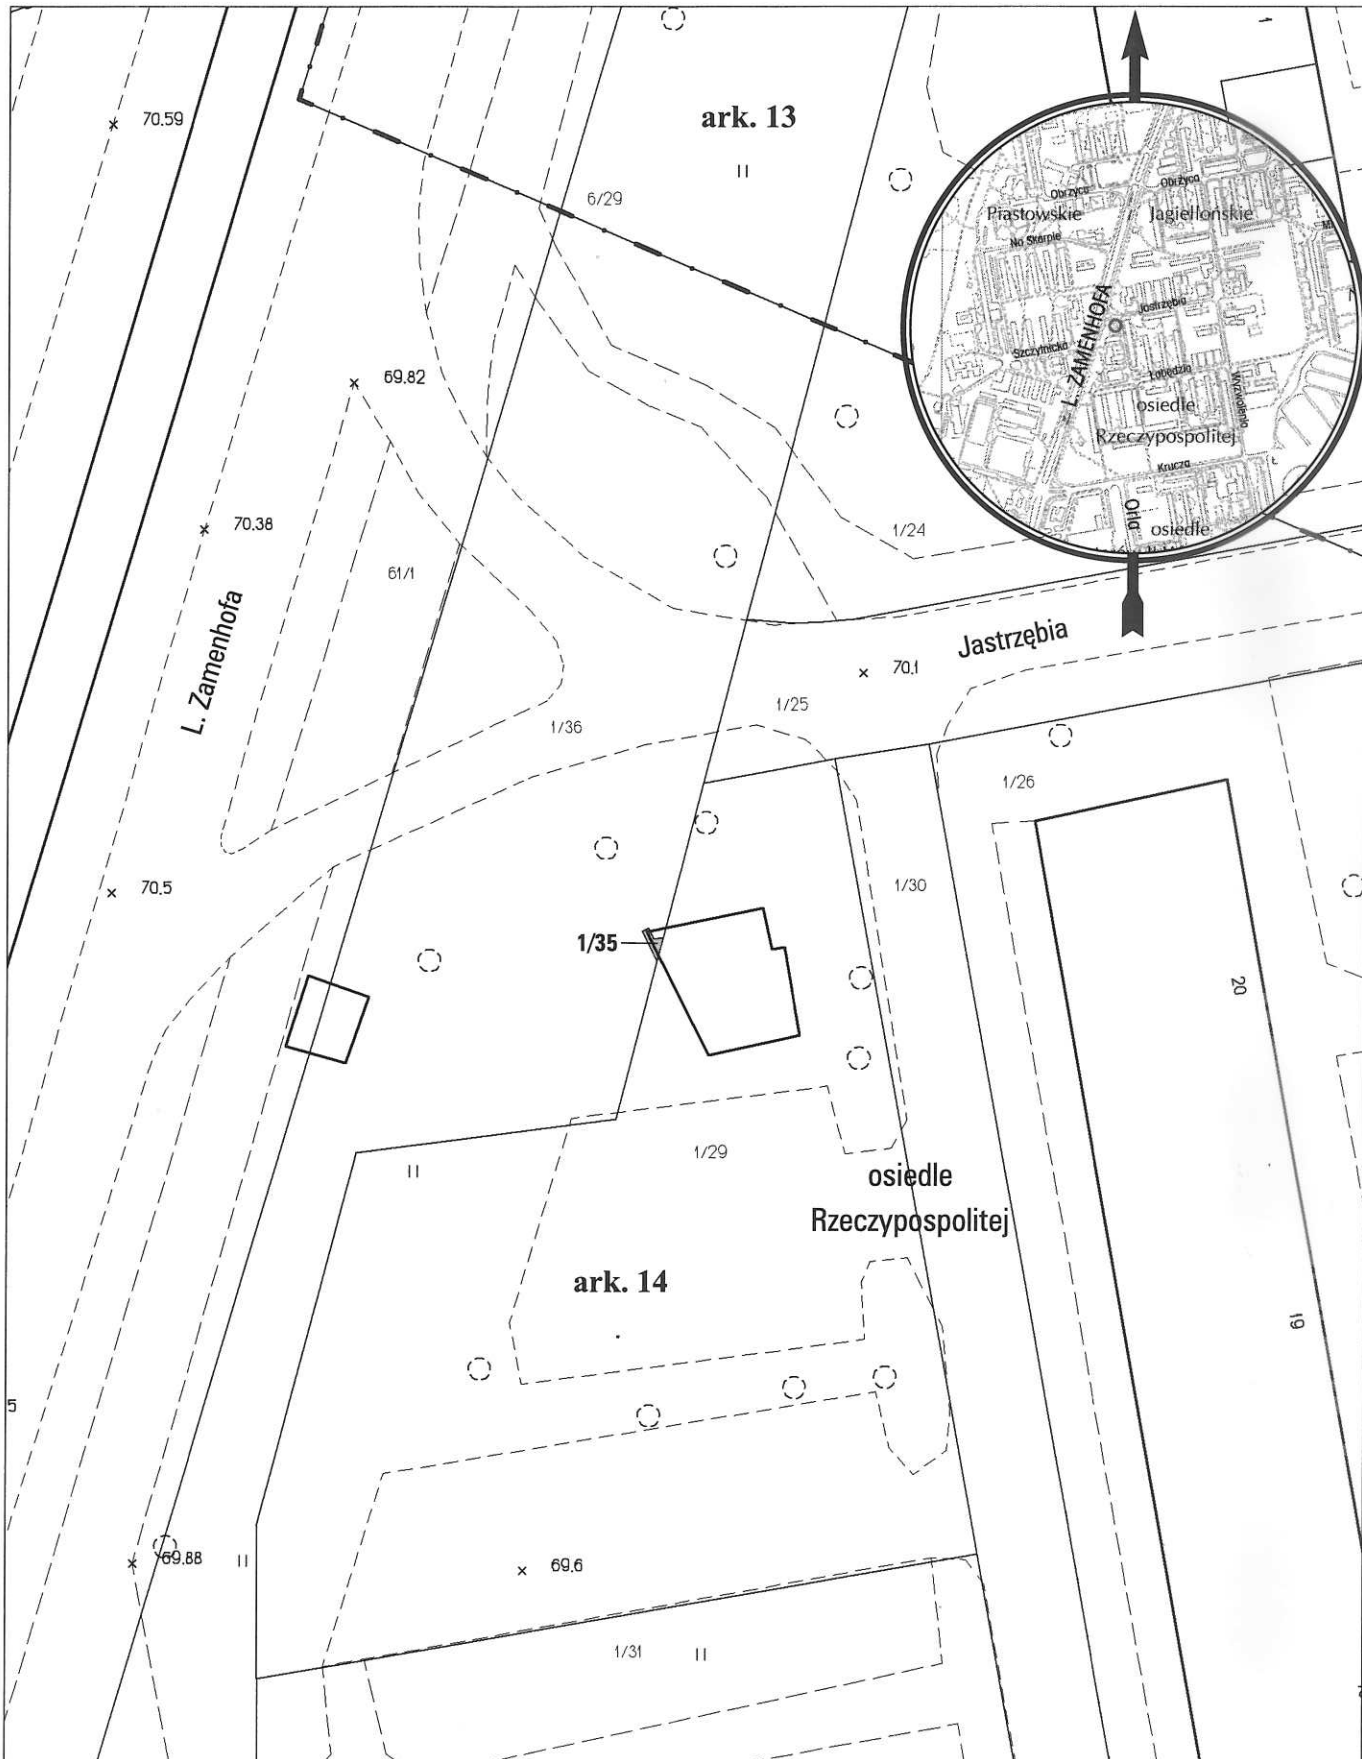 70.59
ark. 13
II
6/29
1
Obrzyca
Obrzyca
Piastowskie
Jagiellońskie
Na Skarpie
M
L. ZAMENHOFA
Jastrzębia
Szczytnicka
Łabędzia
osiedle
Rzeczypospolitej
Wyzwolenia
Krucza
Ł
Orla
osiedle
69.82
70.38
61/1
1/24
L. Zamenhofa
Jastrzębia
70.1
1/25
1/36
1/26
70.5
1/30
1/35
20
II
1/29
osiedle
Rzeczypospolitej
ark. 14
19
5
69.88
II
69.6
1/31
II